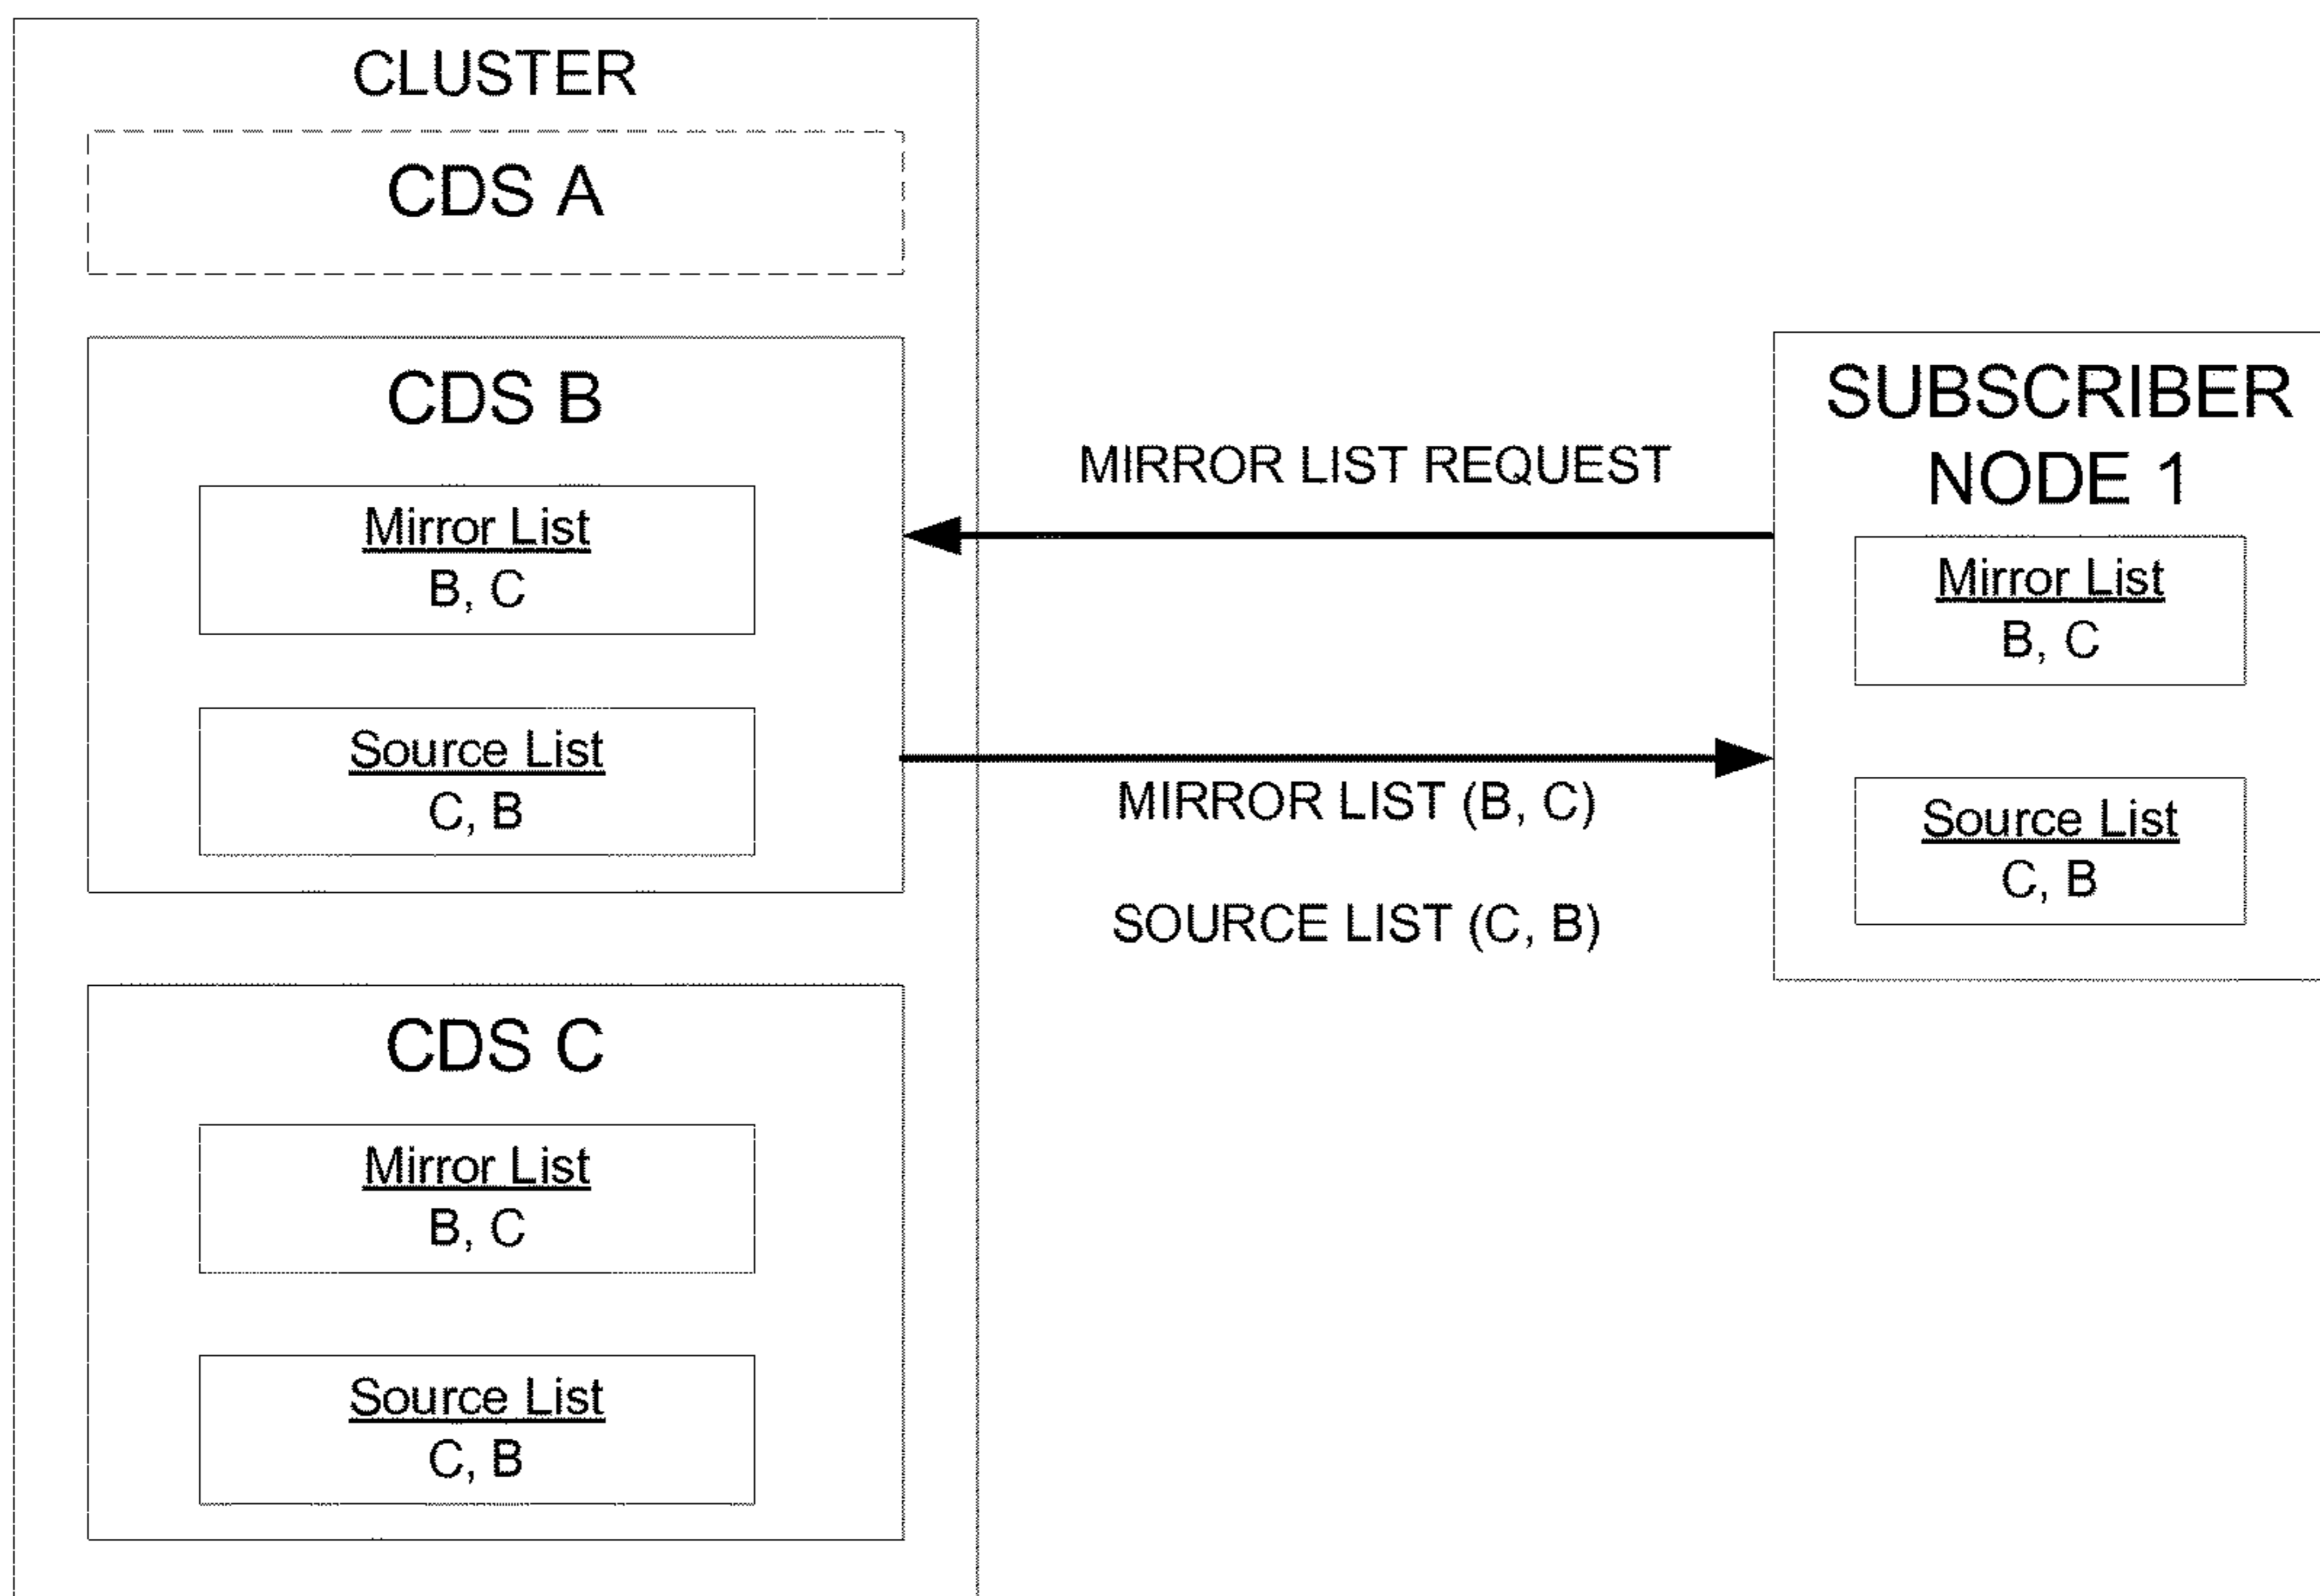 CLUSTER
CDS A
CDS B
Mirror List
B, C
Source List
C, B
CDS C
Mirror List
B, C
Source List
C, B
MIRROR LIST REQUEST
MIRROR LIST (B, C)
SOURCE LIST (C, B)
SUBSCRIBER
NODE 1
Mirror List
B, C
Source List
C, B